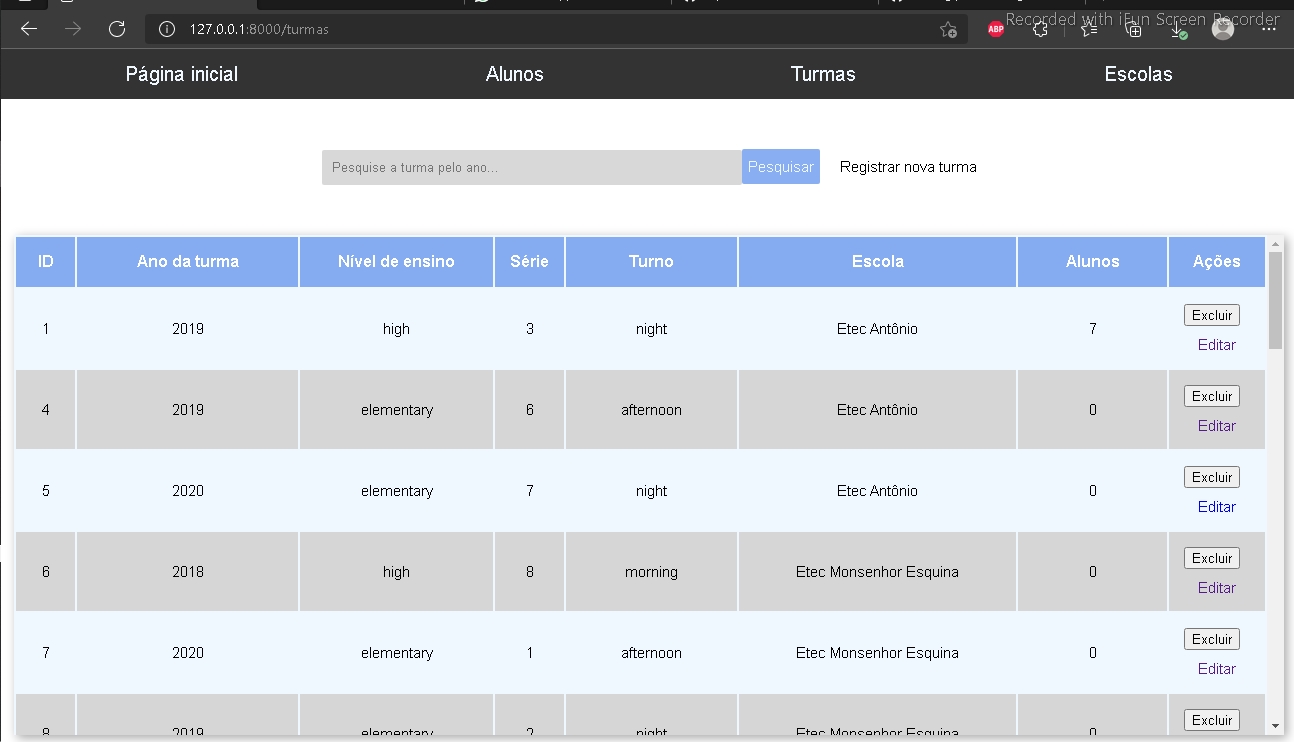 Recorded with iFun Screen Recorder
127.0.0.1:8000/turmas
ABP
Página inicial Alunos Turmas Escolas
Pesquise a turma pelo ano... Pesquisar Registrar nova turma
ID Ano da turma Nível de ensino Série Turno Escola Alunos Ações
1 2019 high 3 night Etec Antônio 7 Excluir
Editar
4 2019 elementary 6 afternoon Etec Antônio 0 Excluir
Editar
5 2020 elementary 7 night Etec Antônio 0 Excluir
Editar
6 2018 high 8 morning Etec Monsenhor Esquina 0 Excluir
Editar
7 2020 elementary 1 afternoon Etec Monsenhor Esquina 0 Excluir
Editar
8 2019 elementary 2 night Etec Monsenhor Esquina 0 Excluir